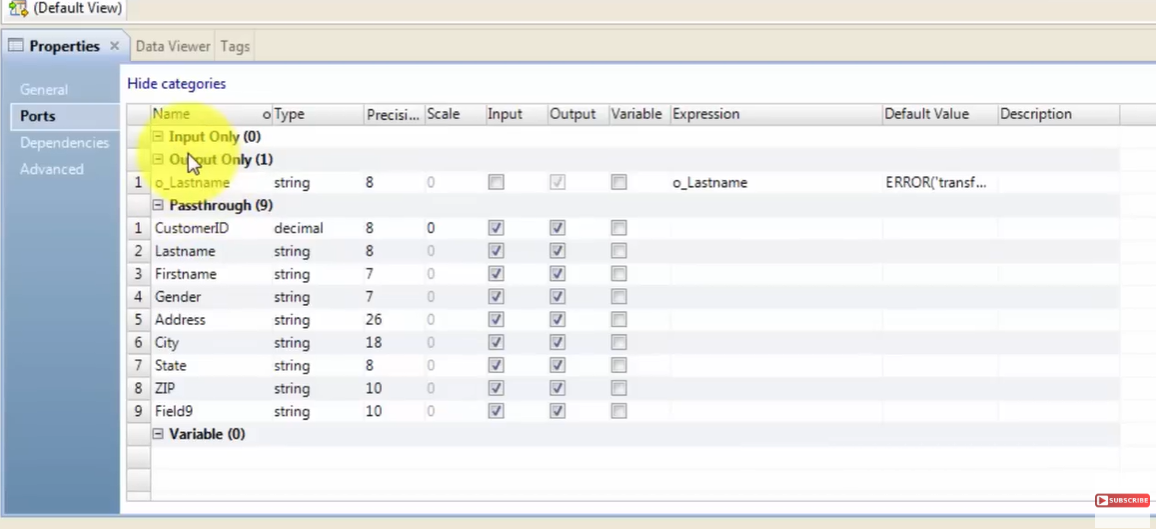 (Default View)
Properties Data Viewer Tags
General
Ports
Dependencies
Advanced
Hide categories
Name o Type Precisi... Scale Input Output Variable Expression Default Value Description
Input Only (0)
Output Only (1)
1 o_Lastname string 8 0 o_Lastname ERROR('transf...
Passthrough (9)
1 CustomerID decimal 8 0
2 Lastname string 8 0
3 Firstname string 7 0
4 Gender string 7 0
5 Address string 26 0
6 City string 18 0
7 State string 8 0
8 ZIP string 10 0
9 Field9 string 10 0
Variable (0)
SUBSCRIBE